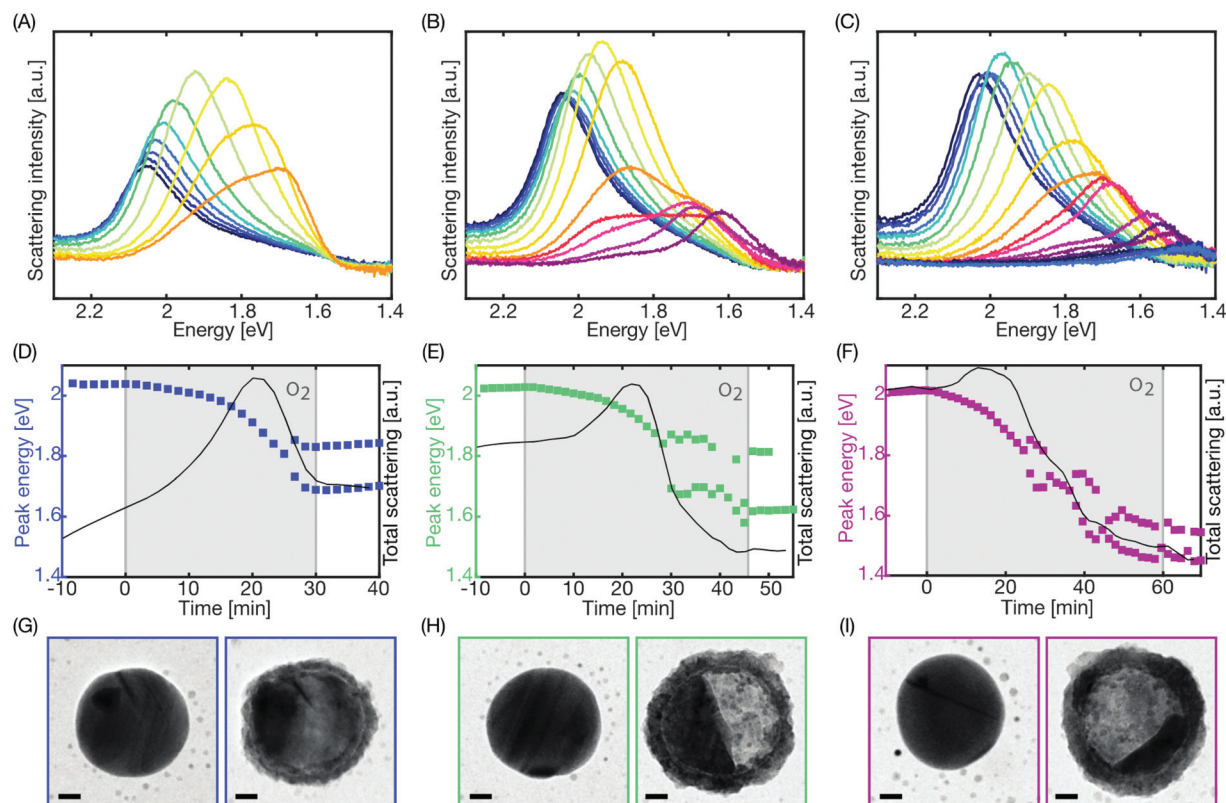 (A)
(B)
(C)
Scattering intensity [a.u.]
Scattering intensity [a.u.]
Scattering intensity [a.u.]
2.2 2 1.8 1.6 1.4
2.2 2 1.8 1.6 1.4
2.2 2 1.8 1.6 1.4
Energy [eV]
Energy [eV]
Energy [eV]
(D)
(E)
(F)
Peak energy [eV]
2
1.8
1.6
1.4
O2
Total scattering [a.u.]
-10 0 10 20 30 40
Time [min]
Peak energy [eV]
2
1.8
1.6
1.4
O2
Total scattering [a.u.]
-10 0 10 20 30 40 50
Time [min]
Peak energy [eV]
2
1.8
1.6
1.4
O2
Total scattering [a.u.]
0 20 40 60
Time [min]
(G)
(H)
(I)